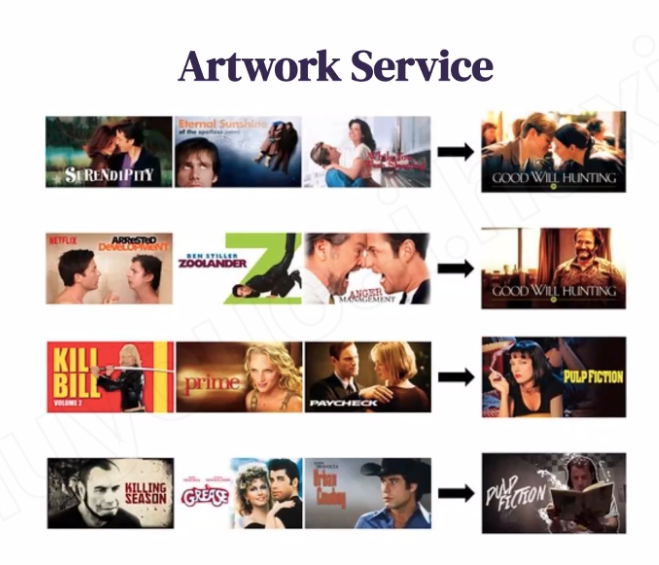 Artwork Service
SERENDIPITY
Eternal Sunshine
of the spotless mind
GOOD WILL HUNTING
NETFLIX
ARRESTED
DEVELOPMENT
BEN STILLER
ZOOLANDER
ANGER
MANAGEMENT
GOOD WILL HUNTING
KILL
BILL
VOLUME 2
prime
PAYCHECK
PULP FICTION
KILLING
SEASON
GREASE
Urban
Cowboy
PULP
FICTION